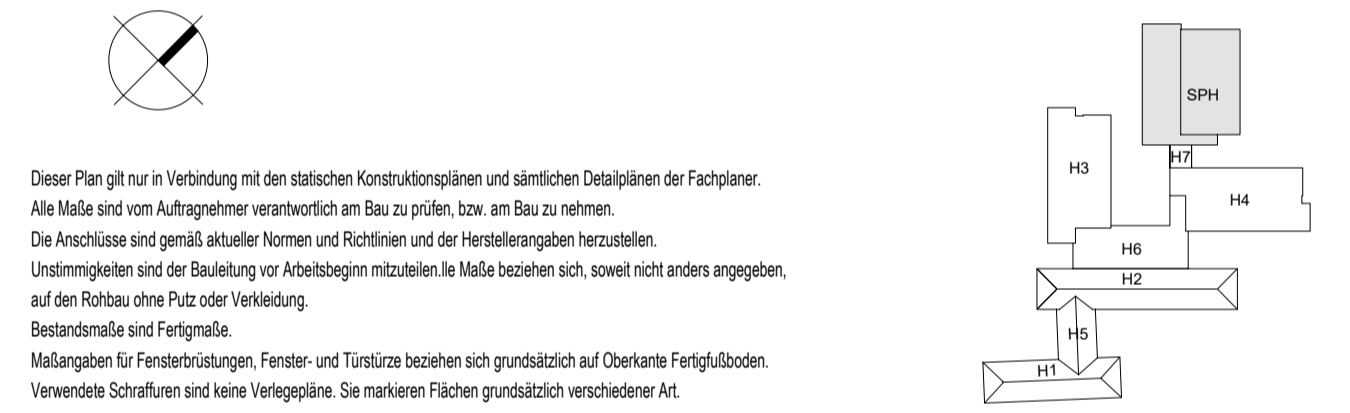 Dieser Plan gilt nur in Verbindung mit den statischen Konstruktionsplänen und sämtlichen Detailplänen der Fachplaner.
Alle Maße sind vom Auftragnehmer verantwortlich am Bau zu prüfen, bzw. am Bau zu nehmen.
Die Anschlüsse sind gemäß aktueller Normen und Richtlinien und der Herstellerangaben herzustellen.
Unstimmigkeiten sind der Bauleitung vor Arbeitsbeginn mitzuteilen.lle Maße beziehen sich, soweit nicht anders angegeben,
auf den Rohbau ohne Putz oder Verkleidung.
Bestandsmaße sind Fertigmaße.
Maßangaben für Fensterbrüstungen, Fenster- und Türstürze beziehen sich grundsätzlich auf Oberkante Fertigfußboden.
Verwendete Schraffuren sind keine Verlegepläne. Sie markieren Flächen grundsätzlich verschiedener Art.
SPH
H7
H3
H4
H6
H2
H5
H1